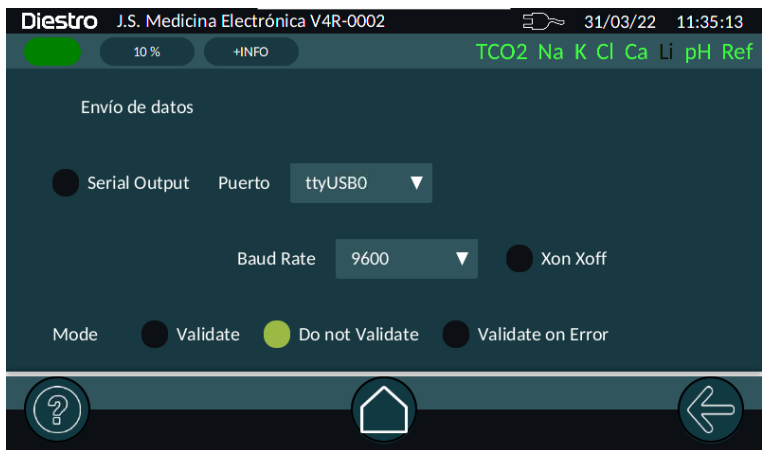 Diestro J.S. Medicina Electrónica V4R-0002 31/03/22 11:35:13
10 % +INFO TCO2 Na K Cl Ca Li pH Ref
Envío de datos
Serial Output Puerto ttyUSB0
Baud Rate 9600 Xon Xoff
Mode Validate Do not Validate Validate on Error
?